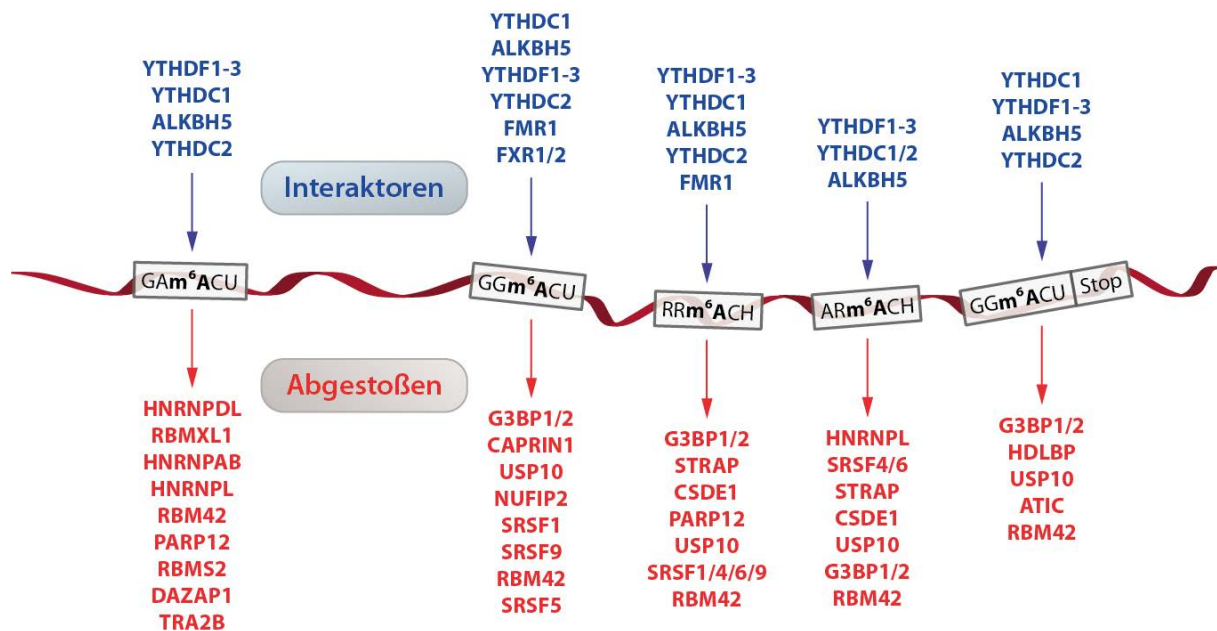 YTHDF1-3
YTHDC1
ALKBH5
YTHDC2
YTHDC1
ALKBH5
YTHDF1-3
YTHDC2
FMR1
FXR1/2
YTHDF1-3
YTHDC1
ALKBH5
YTHDC2
FMR1
YTHDF1-3
YTHDC1/2
ALKBH5
YTHDC1
YTHDF1-3
ALKBH5
YTHDC2
Interaktoren
GAm⁶ACU
GGm⁶ACU
RRm⁶ACH
ARm⁶ACH
GGm⁶ACU Stop
Abgestoßen
HNRNPDL
RBMXL1
HNRNPAB
HNRNPL
RBM42
PARP12
RBMS2
DAZAP1
TRA2B
G3BP1/2
CAPRIN1
USP10
NUFIP2
SRSF1
SRSF9
RBM42
SRSF5
G3BP1/2
STRAP
CSDE1
PARP12
USP10
SRSF1/4/6/9
RBM42
HNRNPL
SRSF4/6
STRAP
CSDE1
USP10
G3BP1/2
RBM42
G3BP1/2
HDLBP
USP10
ATIC
RBM42